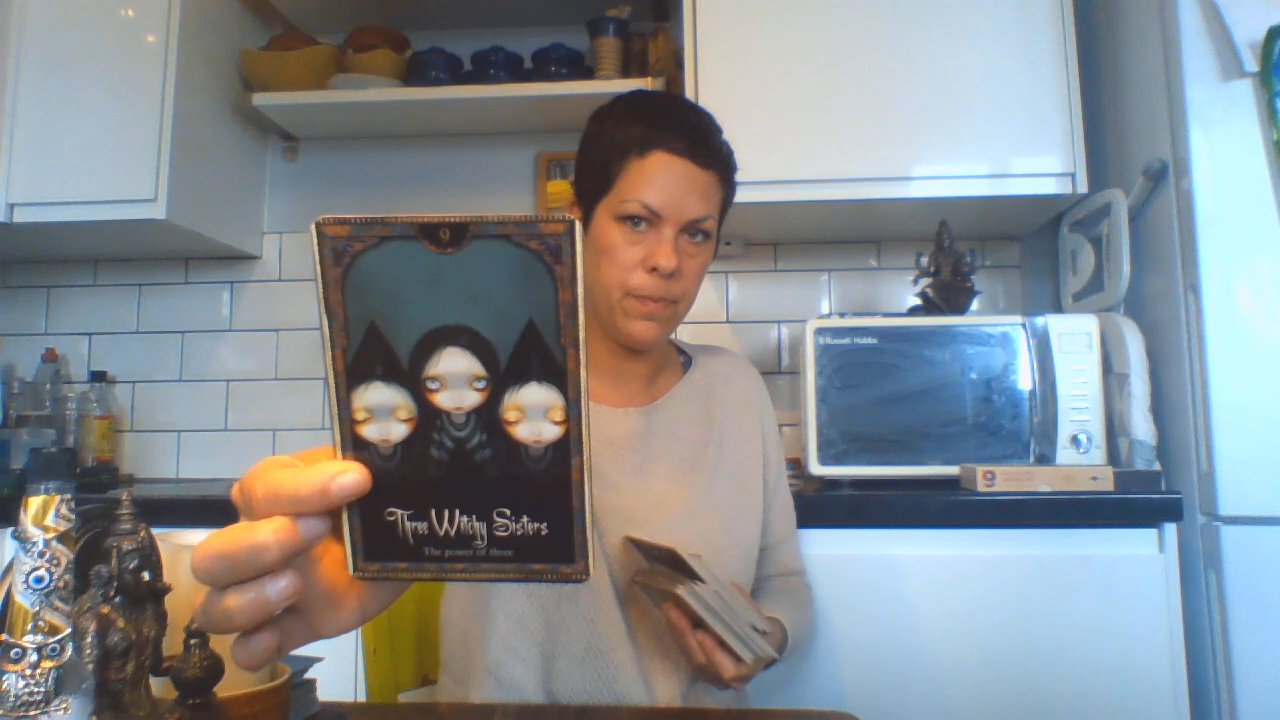 9
Three Witchy Sisters
The power of three
Russell Hobbs